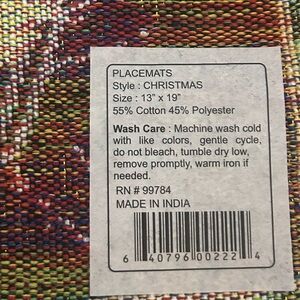 PLACEMATS
Style : CHRISTMAS
Size : 13" x 19"
55% Cotton 45% Polyester
Wash Care : Machine wash cold
with like colors, gentle cycle,
do not bleach, tumble dry low,
remove promptly, warm iron if
needed.
RN # 99784
MADE IN INDIA
6 40796 00222 4